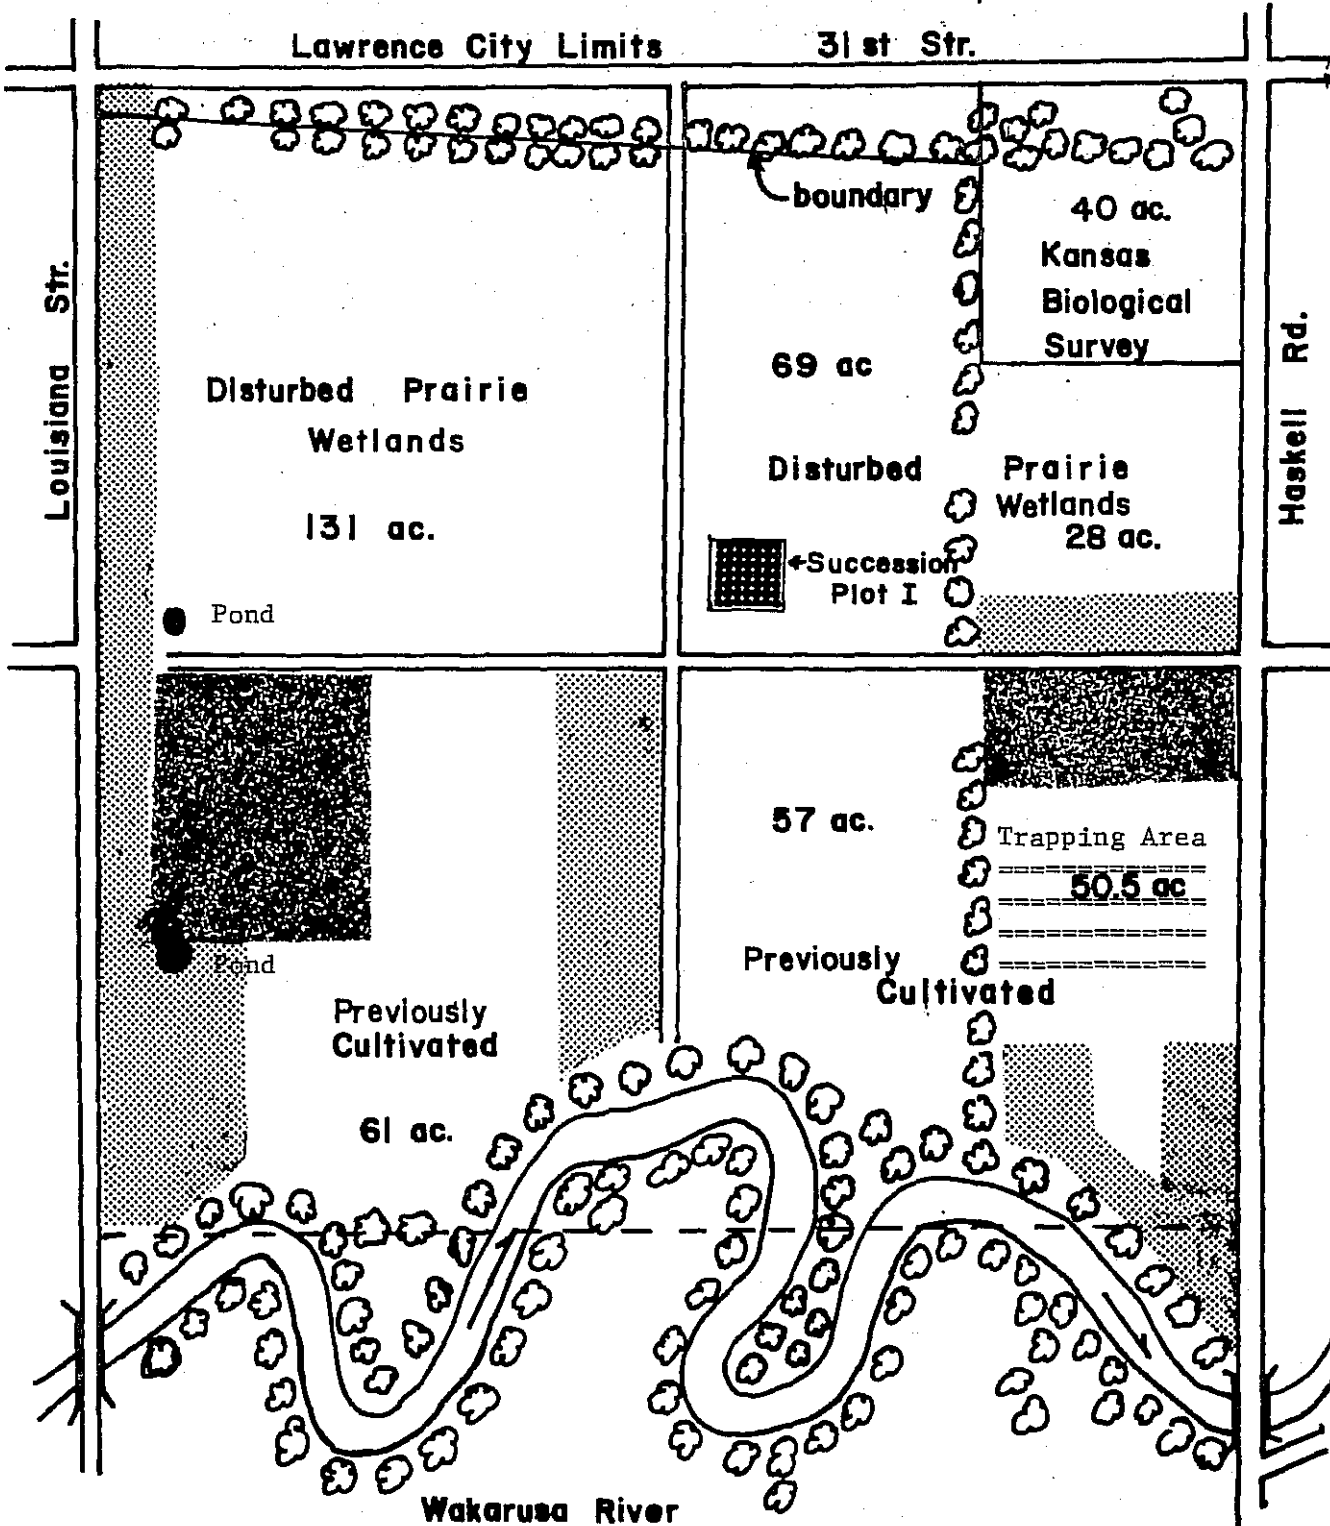 Lawrence City Limits 31st Str.
boundary
40 ac.
Kansas
Biological
Survey
Louisiana Str.
Haskell Rd.
69 ac
Disturbed Prairie
Wetlands
131 ac.
Disturbed Prairie
Wetlands
28 ac.
Succession
Plot I
Pond
57 ac.
Trapping Area
50.5 ac
Pond
Previously
Cultivated
Previously
Cultivated
61 ac.
Wakarusa River